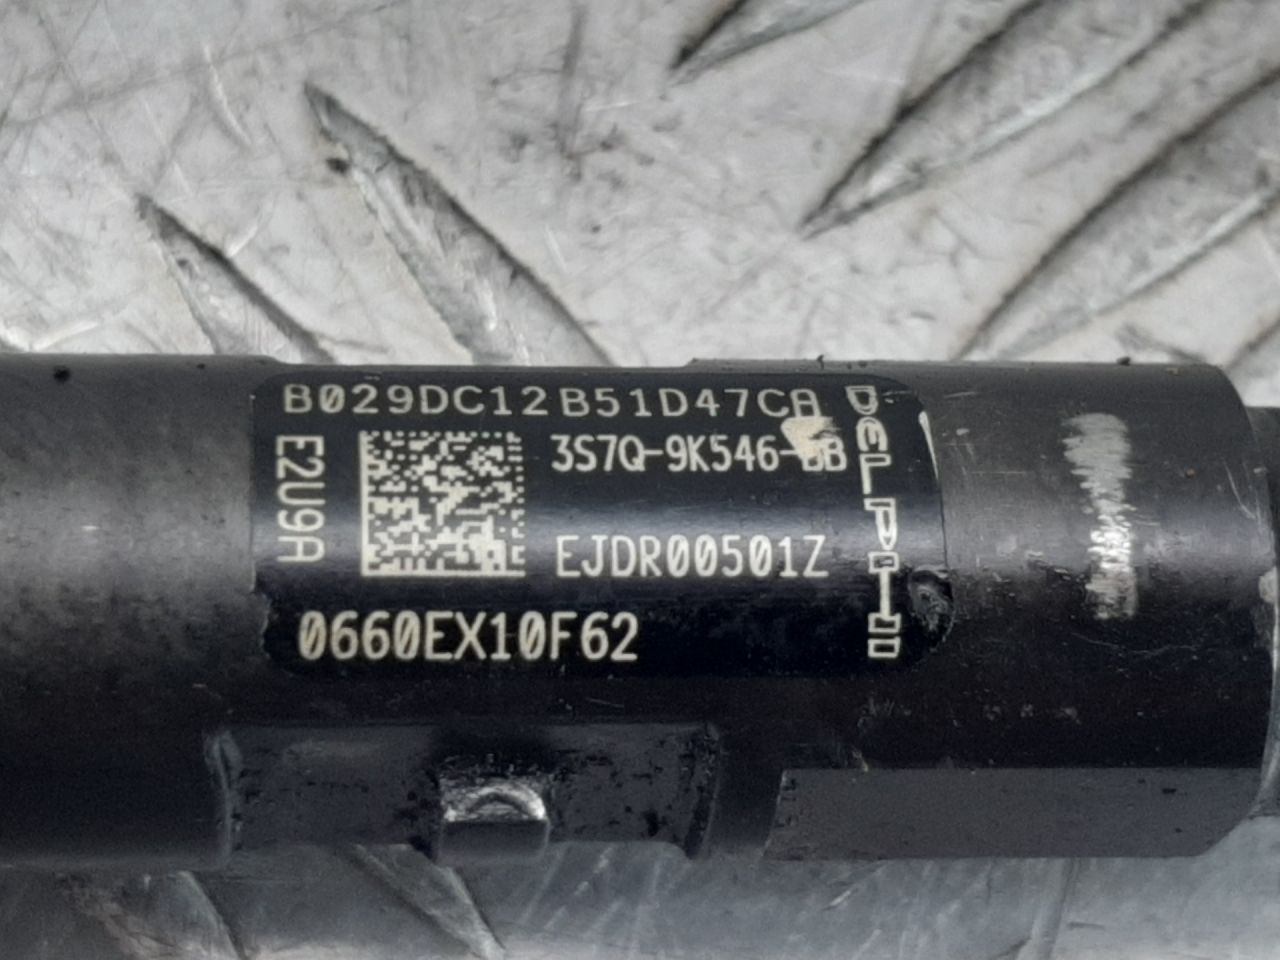 B029DC12B51D47CA
E2U9A
3S7Q-9K546-BB
EJDR00501Z
0660EX10F62
DELPHI